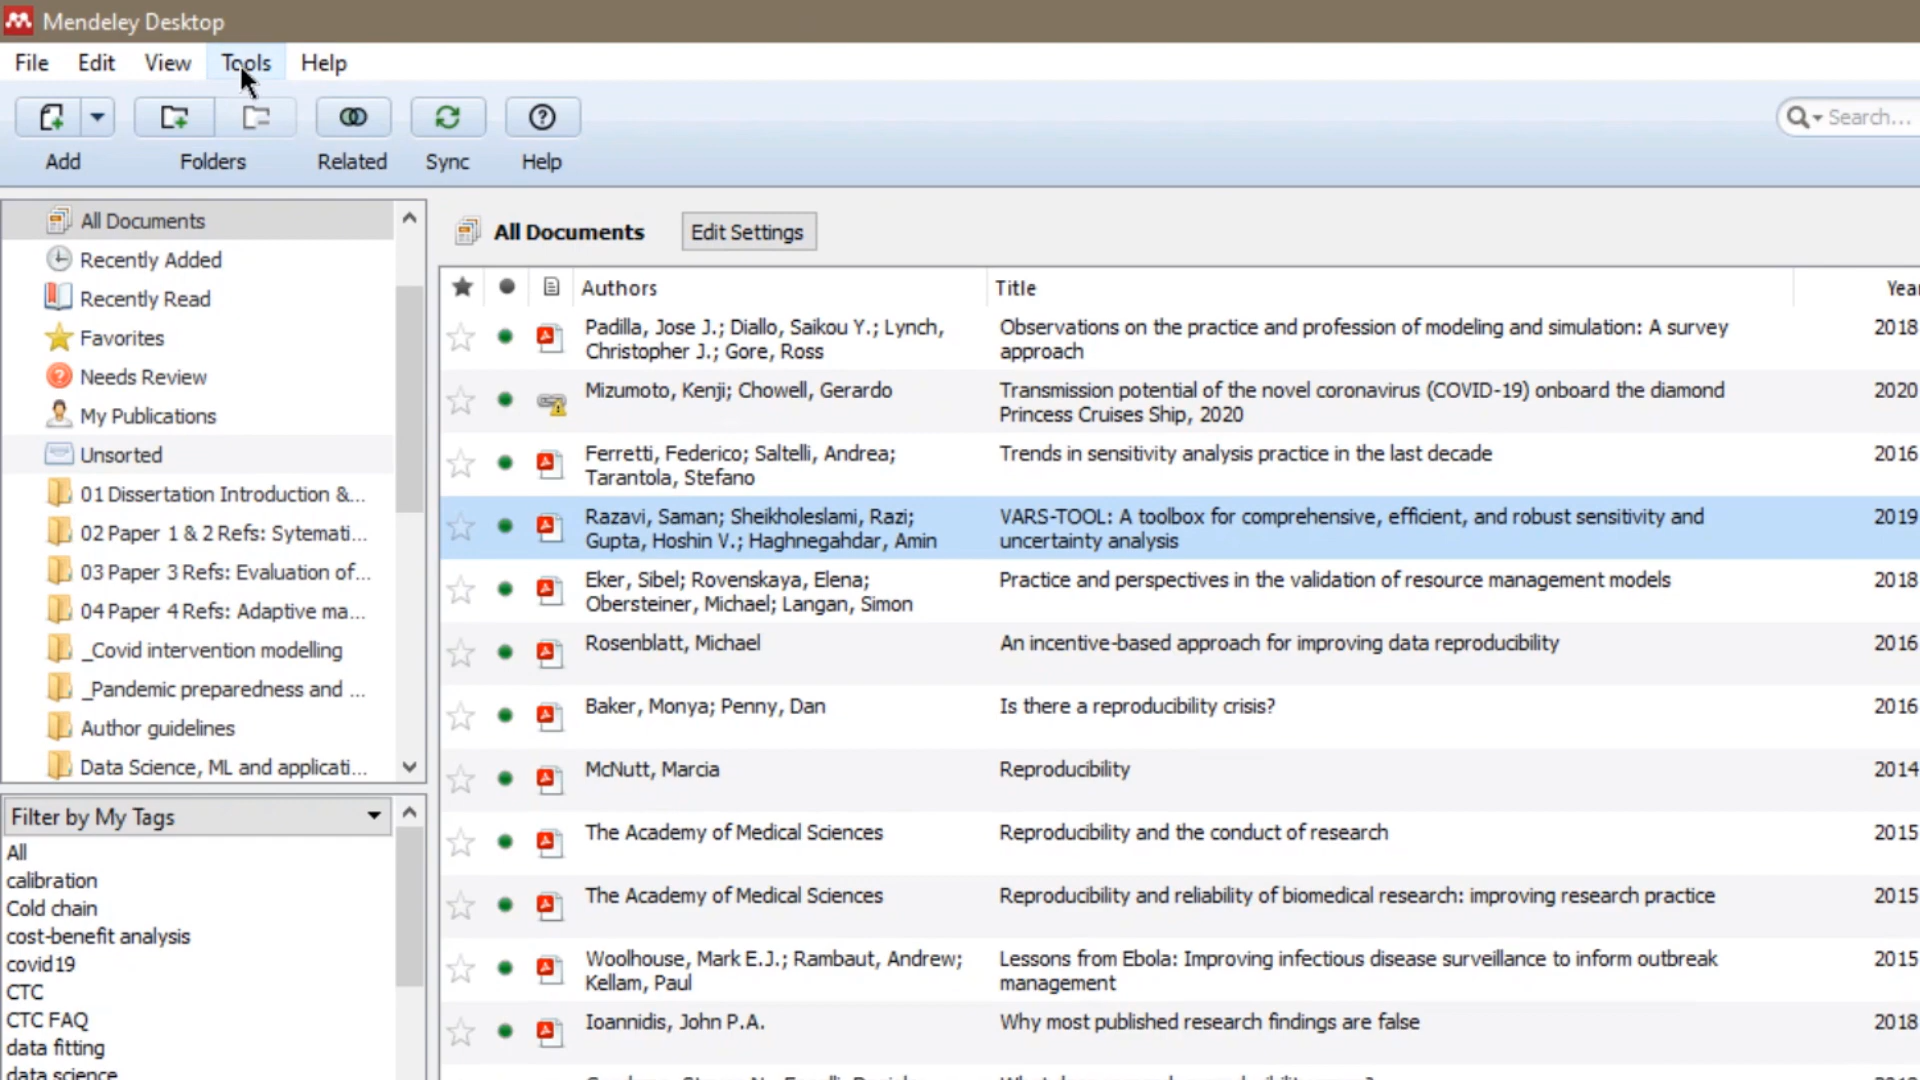 Mendeley Desktop
File Edit View Tools Help
Search...
Add Folders Related Sync Help
All Documents
Recently Added
Recently Read
Favorites
Needs Review
My Publications
Unsorted
01 Dissertation Introduction &...
02 Paper 1 & 2 Refs: Sytemati...
03 Paper 3 Refs: Evaluation of...
04 Paper 4 Refs: Adaptive ma...
_Covid intervention modelling
_Pandemic preparedness and ...
Author guidelines
Data Science, ML and applicati...
Filter by My Tags
All
calibration
Cold chain
cost-benefit analysis
covid19
CTC
CTC FAQ
data fitting
data science
All Documents Edit Settings
Authors Title Yea
Padilla, Jose J.; Diallo, Saikou Y.; Lynch,
Christopher J.; Gore, Ross
Observations on the practice and profession of modeling and simulation: A survey
approach
2018
Mizumoto, Kenji; Chowell, Gerardo
Transmission potential of the novel coronavirus (COVID-19) onboard the diamond
Princess Cruises Ship, 2020
2020
Ferretti, Federico; Saltelli, Andrea;
Tarantola, Stefano
Trends in sensitivity analysis practice in the last decade
2016
Razavi, Saman; Sheikholeslami, Razi;
Gupta, Hoshin V.; Haghnegahdar, Amin
VARS-TOOL: A toolbox for comprehensive, efficient, and robust sensitivity and
uncertainty analysis
2019
Eker, Sibel; Rovenskaya, Elena;
Obersteiner, Michael; Langan, Simon
Practice and perspectives in the validation of resource management models
2018
Rosenblatt, Michael
An incentive-based approach for improving data reproducibility
2016
Baker, Monya; Penny, Dan
Is there a reproducibility crisis?
2016
McNutt, Marcia
Reproducibility
2014
The Academy of Medical Sciences
Reproducibility and the conduct of research
2015
The Academy of Medical Sciences
Reproducibility and reliability of biomedical research: improving research practice
2015
Woolhouse, Mark E.J.; Rambaut, Andrew;
Kellam, Paul
Lessons from Ebola: Improving infectious disease surveillance to inform outbreak
management
2015
Ioannidis, John P.A.
Why most published research findings are false
2018